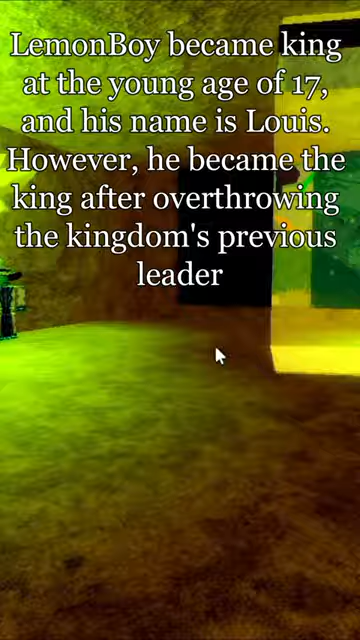 LemonBoy became king
at the young age of 17,
and his name is Louis.
However, he became the
king after overthrowing
the kingdom's previous
leader